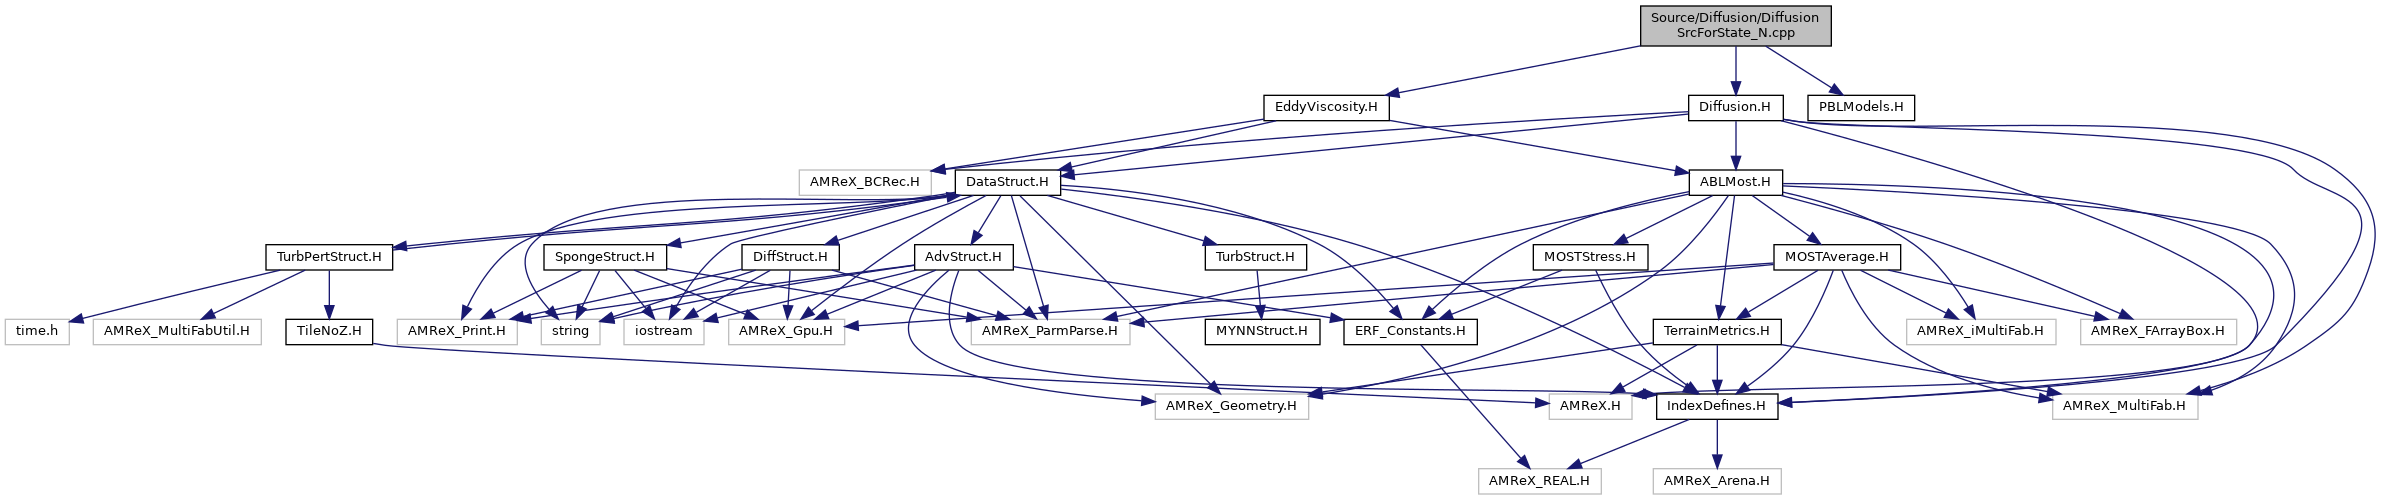 Source/Diffusion/Diffusion
SrcForState_N.cpp
EddyViscosity.H
Diffusion.H
PBLModels.H
AMReX_BCRec.H
DataStruct.H
ABLMost.H
TurbPertStruct.H
SpongeStruct.H
DiffStruct.H
AdvStruct.H
TurbStruct.H
MOSTStress.H
MOSTAverage.H
time.h
AMReX_MultiFabUtil.H
TileNoZ.H
AMReX_Print.H
string
iostream
AMReX_Gpu.H
AMReX_ParmParse.H
MYNNStruct.H
ERF_Constants.H
TerrainMetrics.H
AMReX_iMultiFab.H
AMReX_FArrayBox.H
AMReX_Geometry.H
AMReX.H
IndexDefines.H
AMReX_MultiFab.H
AMReX_REAL.H
AMReX_Arena.H